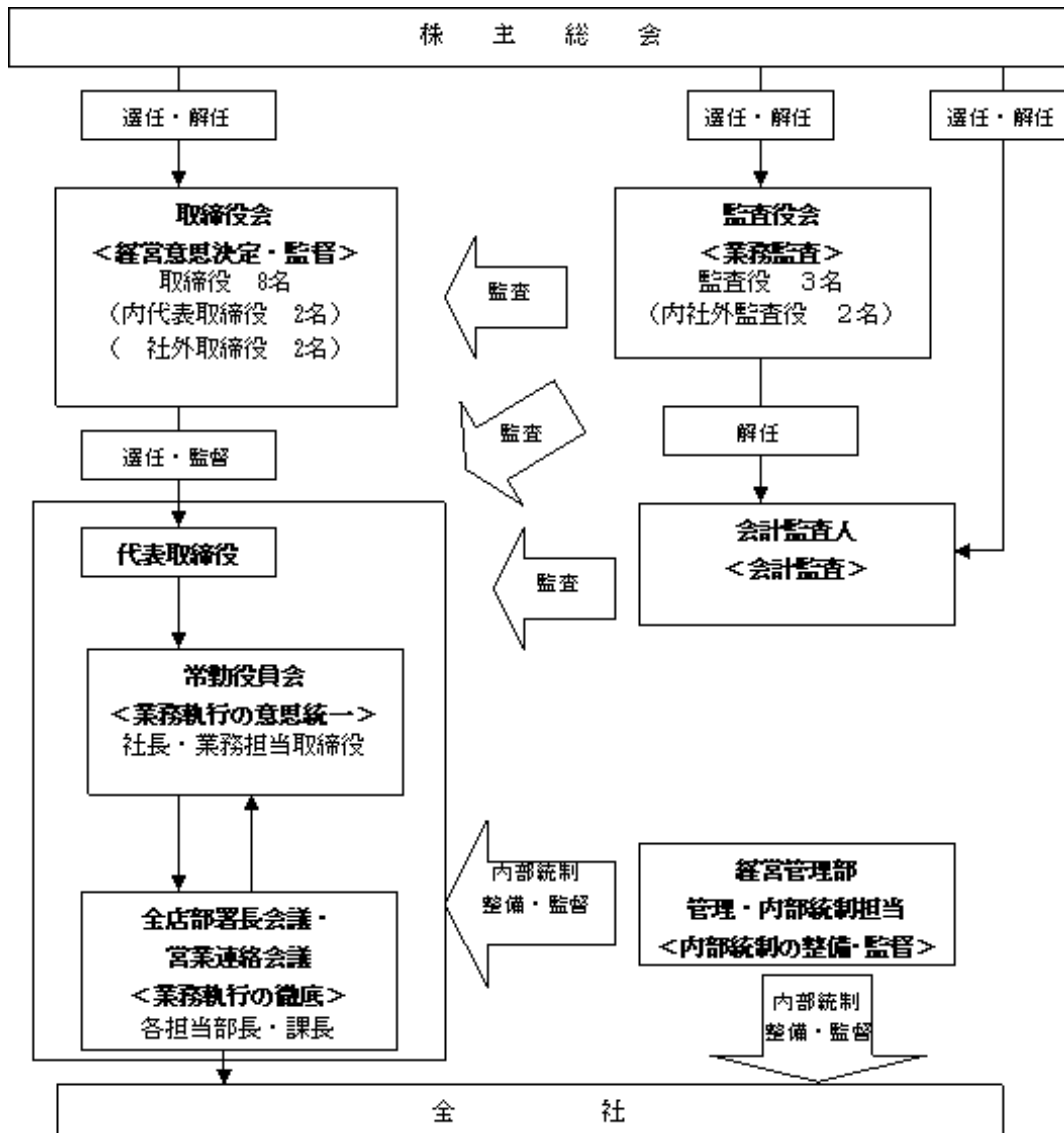 株 主 総 会
選任・解任
選任・解任
選任・解任
取締役会
＜経営意思決定・監督＞
取締役 8名
（内代表取締役 2名）
（ 社外取締役 2名）
監査
監査役会
＜業務監査＞
監査役 ３名
（内社外監査役 ２名）
監査
選任・監督
解任
代表取締役
監査
会計監査人
＜会計監査＞
常勤役員会
＜業務執行の意思統一＞
社長・業務担当取締役
全店部署長会議・
営業連絡会議
＜業務執行の徹底＞
各担当部長・課長
内部統制
整備・監督
経営管理部
管理・内部統制担当
＜内部統制の整備・監督＞
内部統制
整備・監督
全 社